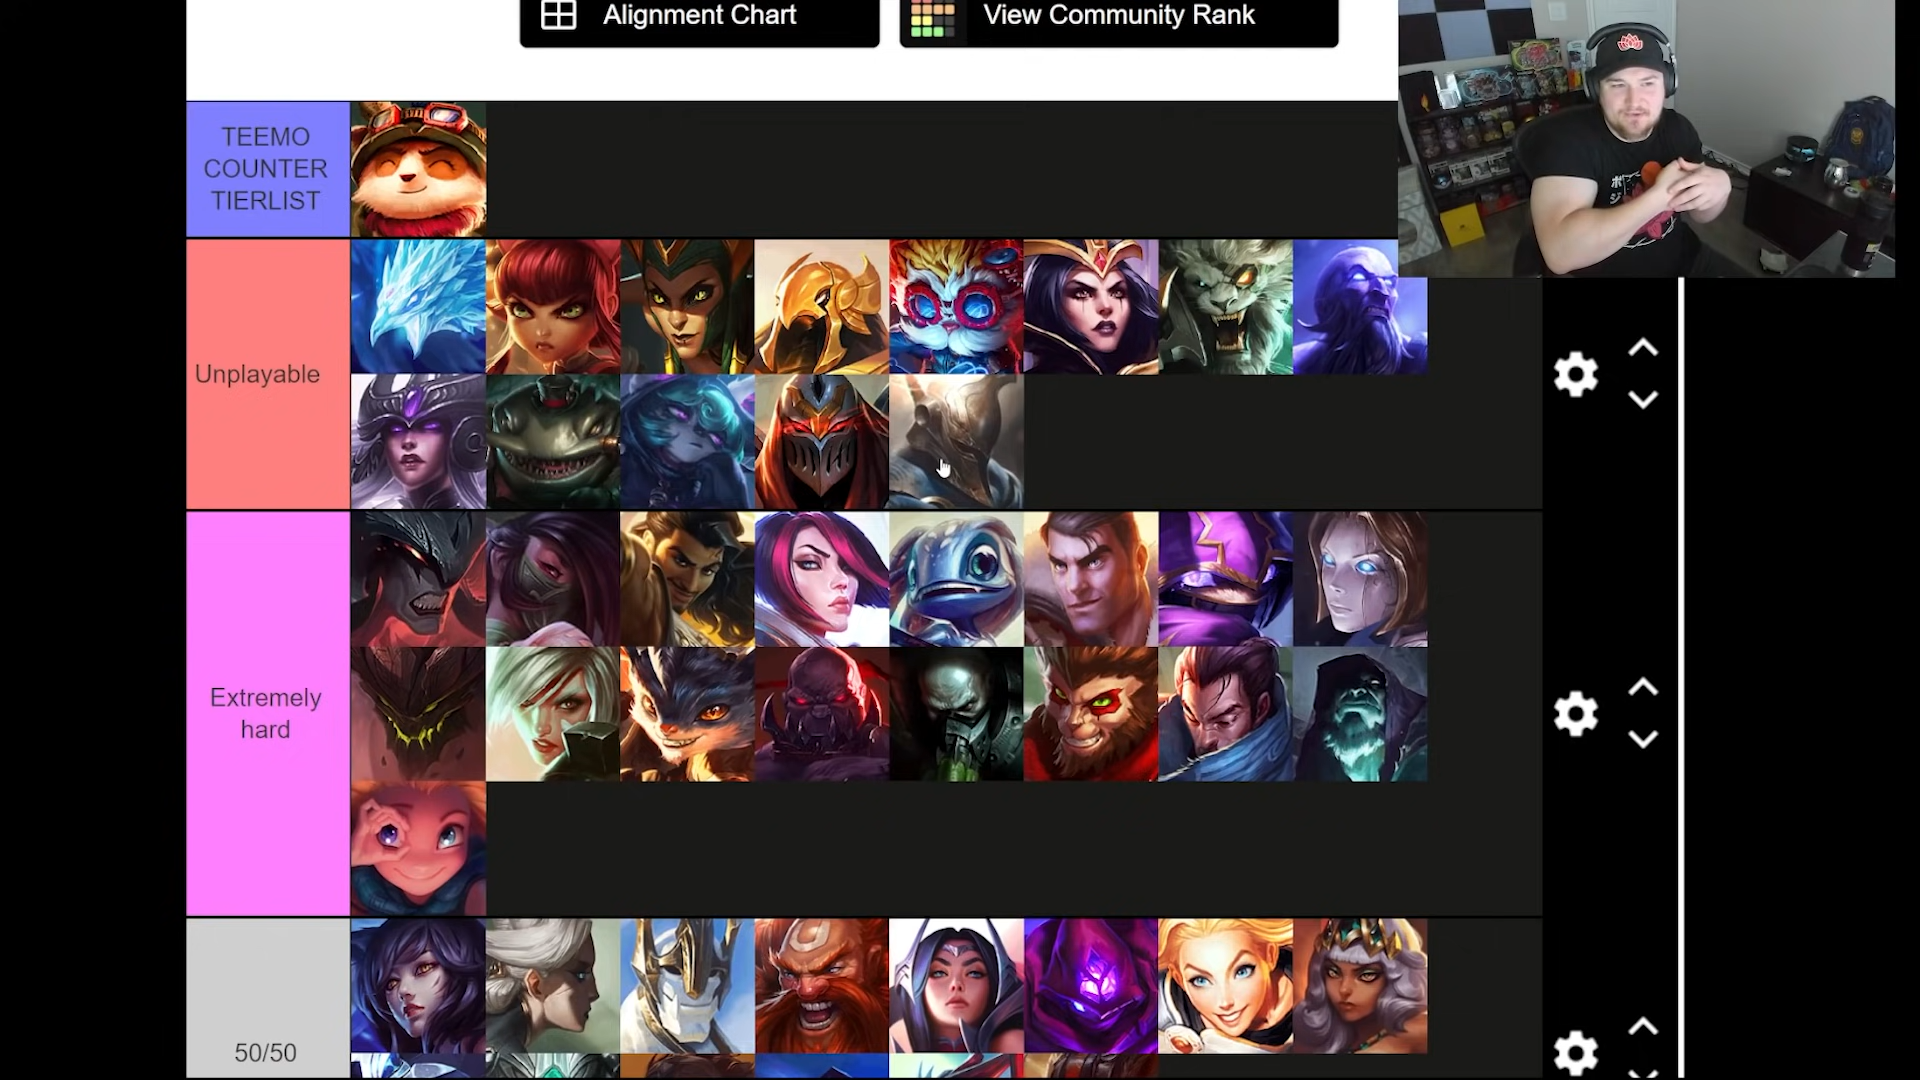 Alignment Chart
View Community Rank
TEEMO
COUNTER
TIERLIST
Unplayable
Extremely
hard
50/50